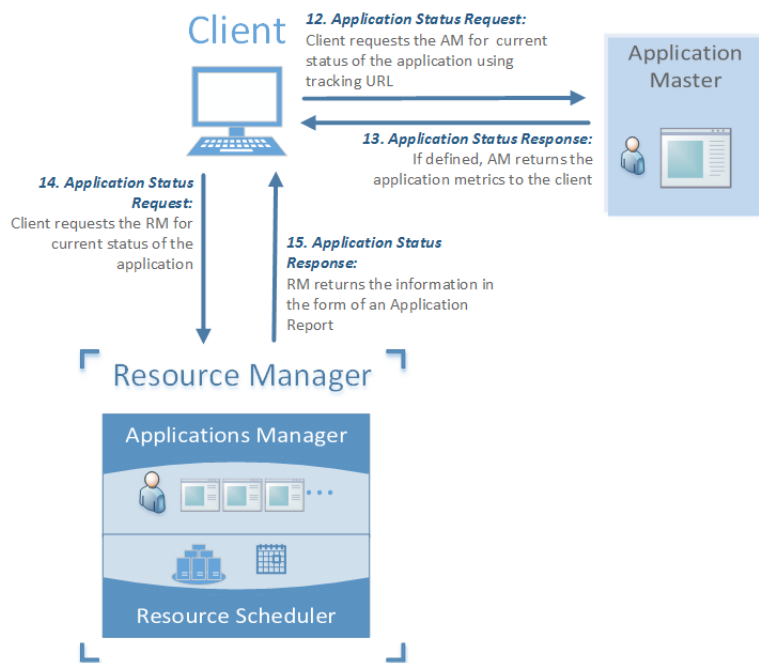 Client
12. Application Status Request:
Client requests the AM for current
status of the application using
tracking URL
Application
Master
13. Application Status Response:
If defined, AM returns the
application metrics to the client
14. Application Status
Request:
Client requests the RM for
current status of the
application
15. Application Status
Response:
RM returns the information in
the form of an Application
Report
Resource Manager
Applications Manager
Resource Scheduler